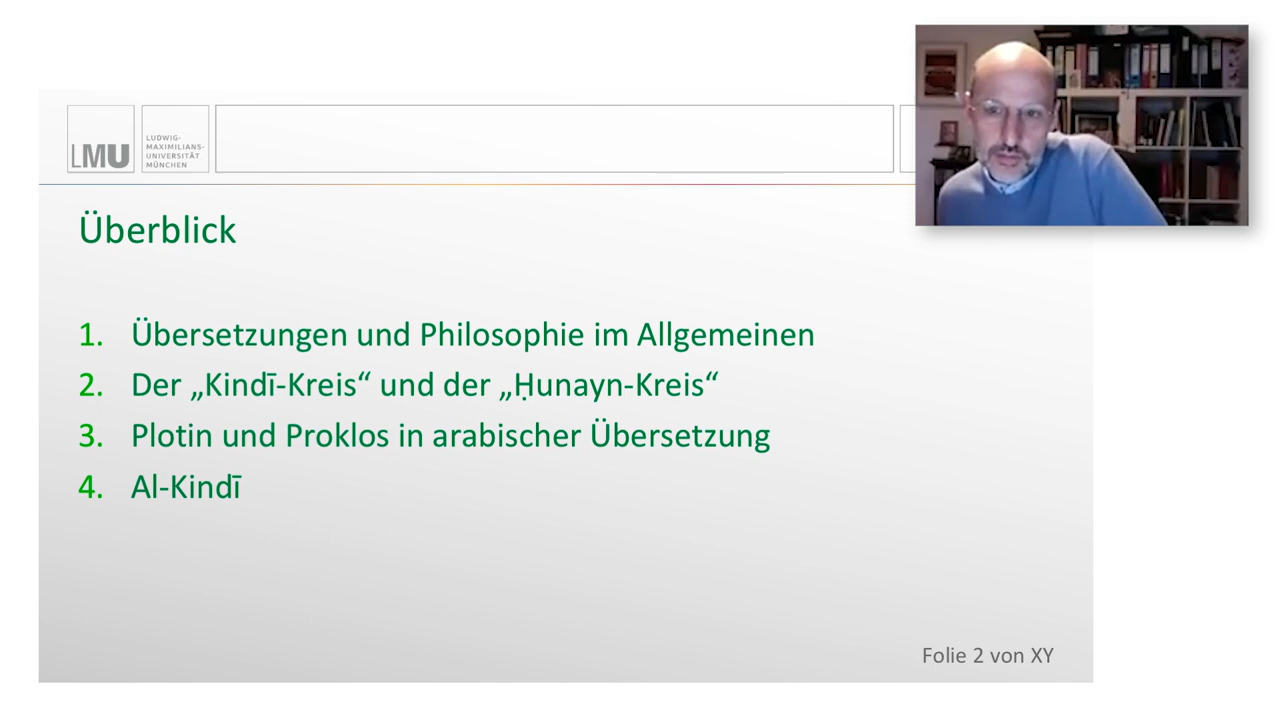 LMU
LUDWIG-
MAXIMILIANS-
UNIVERSITÄT
MÜNCHEN
Überblick
1. Übersetzungen und Philosophie im Allgemeinen
2. Der „Kindī-Kreis“ und der „Ḥunayn-Kreis“
3. Plotin und Proklos in arabischer Übersetzung
4. Al-Kindī
Folie 2 von XY